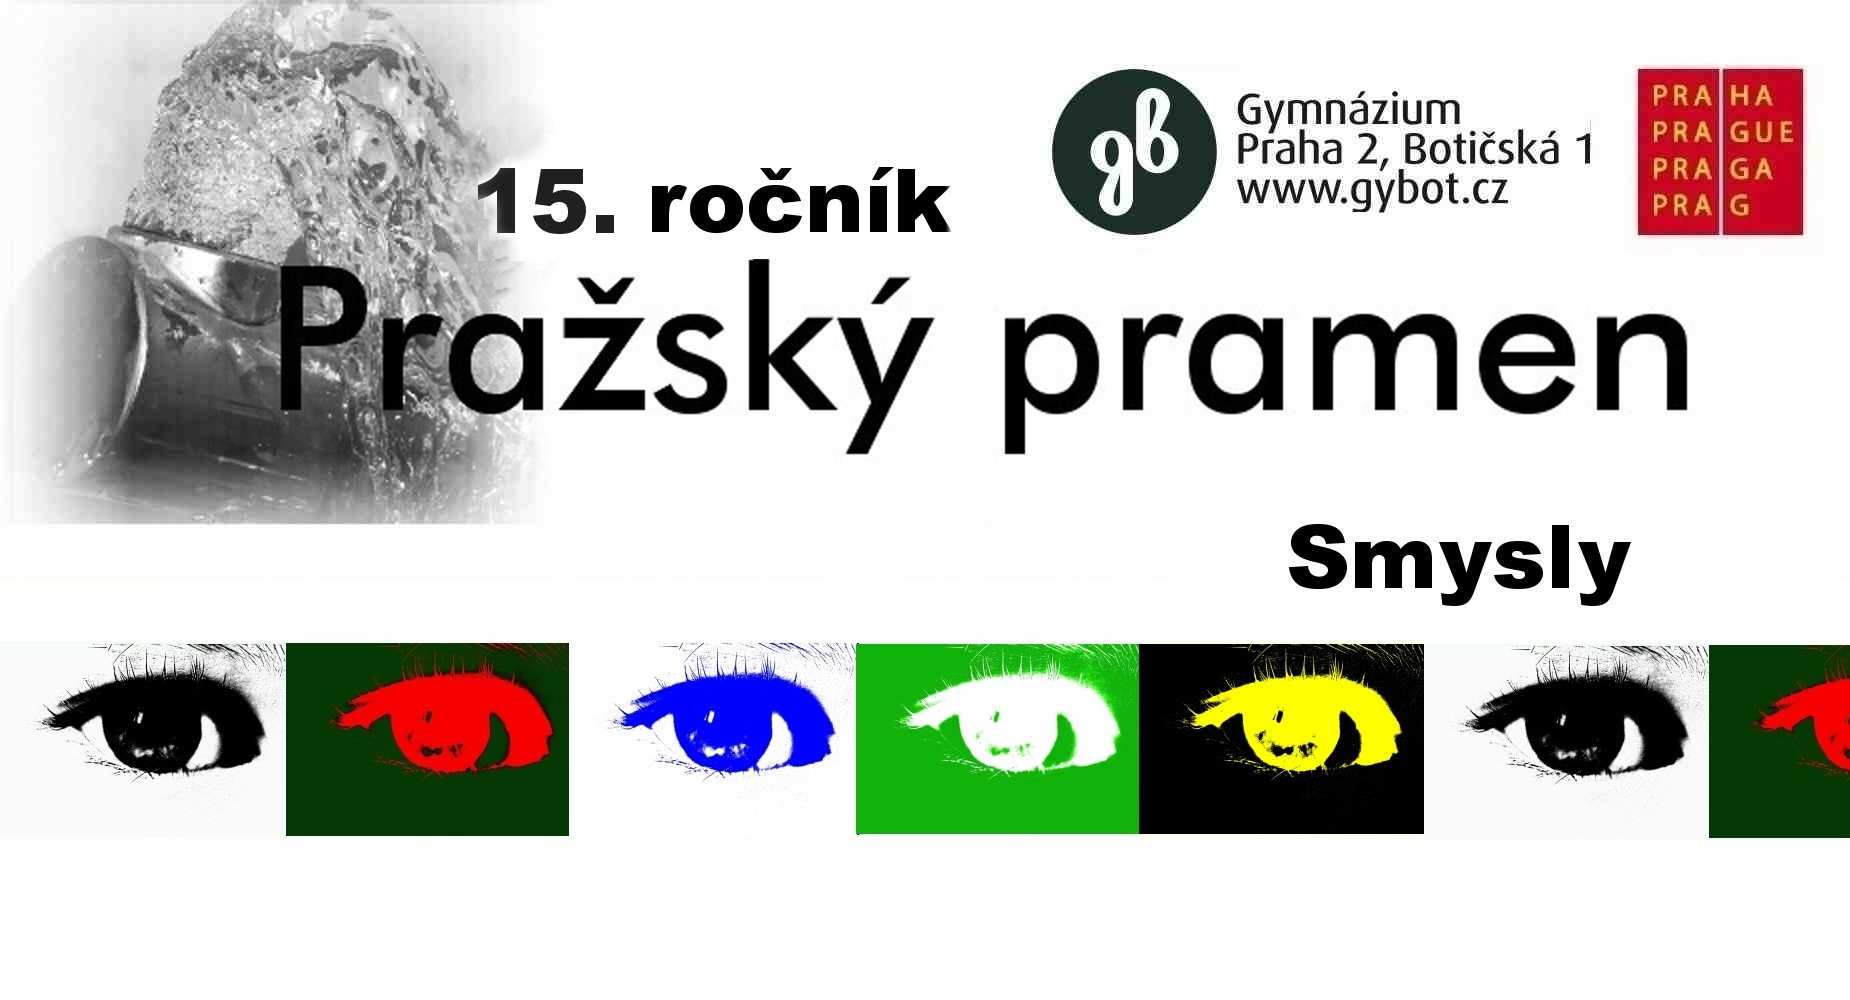 15. ročník
Pražský pramen
gb
Gymnázium
Praha 2, Botičská 1
www.gybot.cz
PRA HA
PRA GUE
PRA GA
PRA G
Smysly